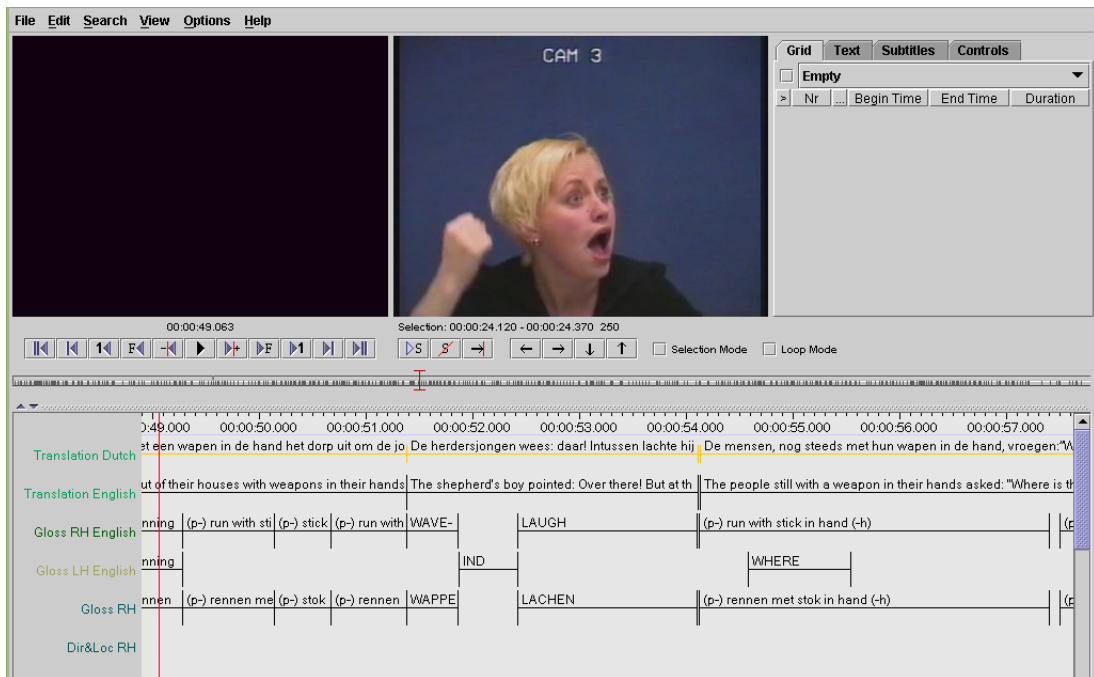 File Edit Search View Options Help
CAM 3
Grid Text Subtitles Controls
Empty
> Nr ... Begin Time End Time Duration
00:00:49.063
Selection: 00:00:24.120 - 00:00:24.370 250
1 F - + F 1 S S Selection Mode Loop Mode
0:49.000 00:00:50.000 00:00:51.000 00:00:52.000 00:00:53.000 00:00:54.000 00:00:55.000 00:00:56.000 00:00:57.000
Translation Dutch een wapen in de hand het dorp uit om de jo De herdersjongen wees: daar! Intussen lachte hij De mensen, nog steeds met hun wapen in de hand, vroegen:"W
Translation English ut of their houses with weapons in their hands The shepherd's boy pointed: Over there! But at th The people still with a weapon in their hands asked: "Where is th
Gloss RH English nning (p-) run with sti (p-) stick (p-) run with WAVE- LAUGH (p-) run with stick in hand (-h) (p
Gloss LH English nning IND WHERE
Gloss RH nnen (p-) rennen me (p-) stok (p-) rennen WAPPE LACHEN (p-) rennen met stok in hand (-h) (p
Dir&Loc RH